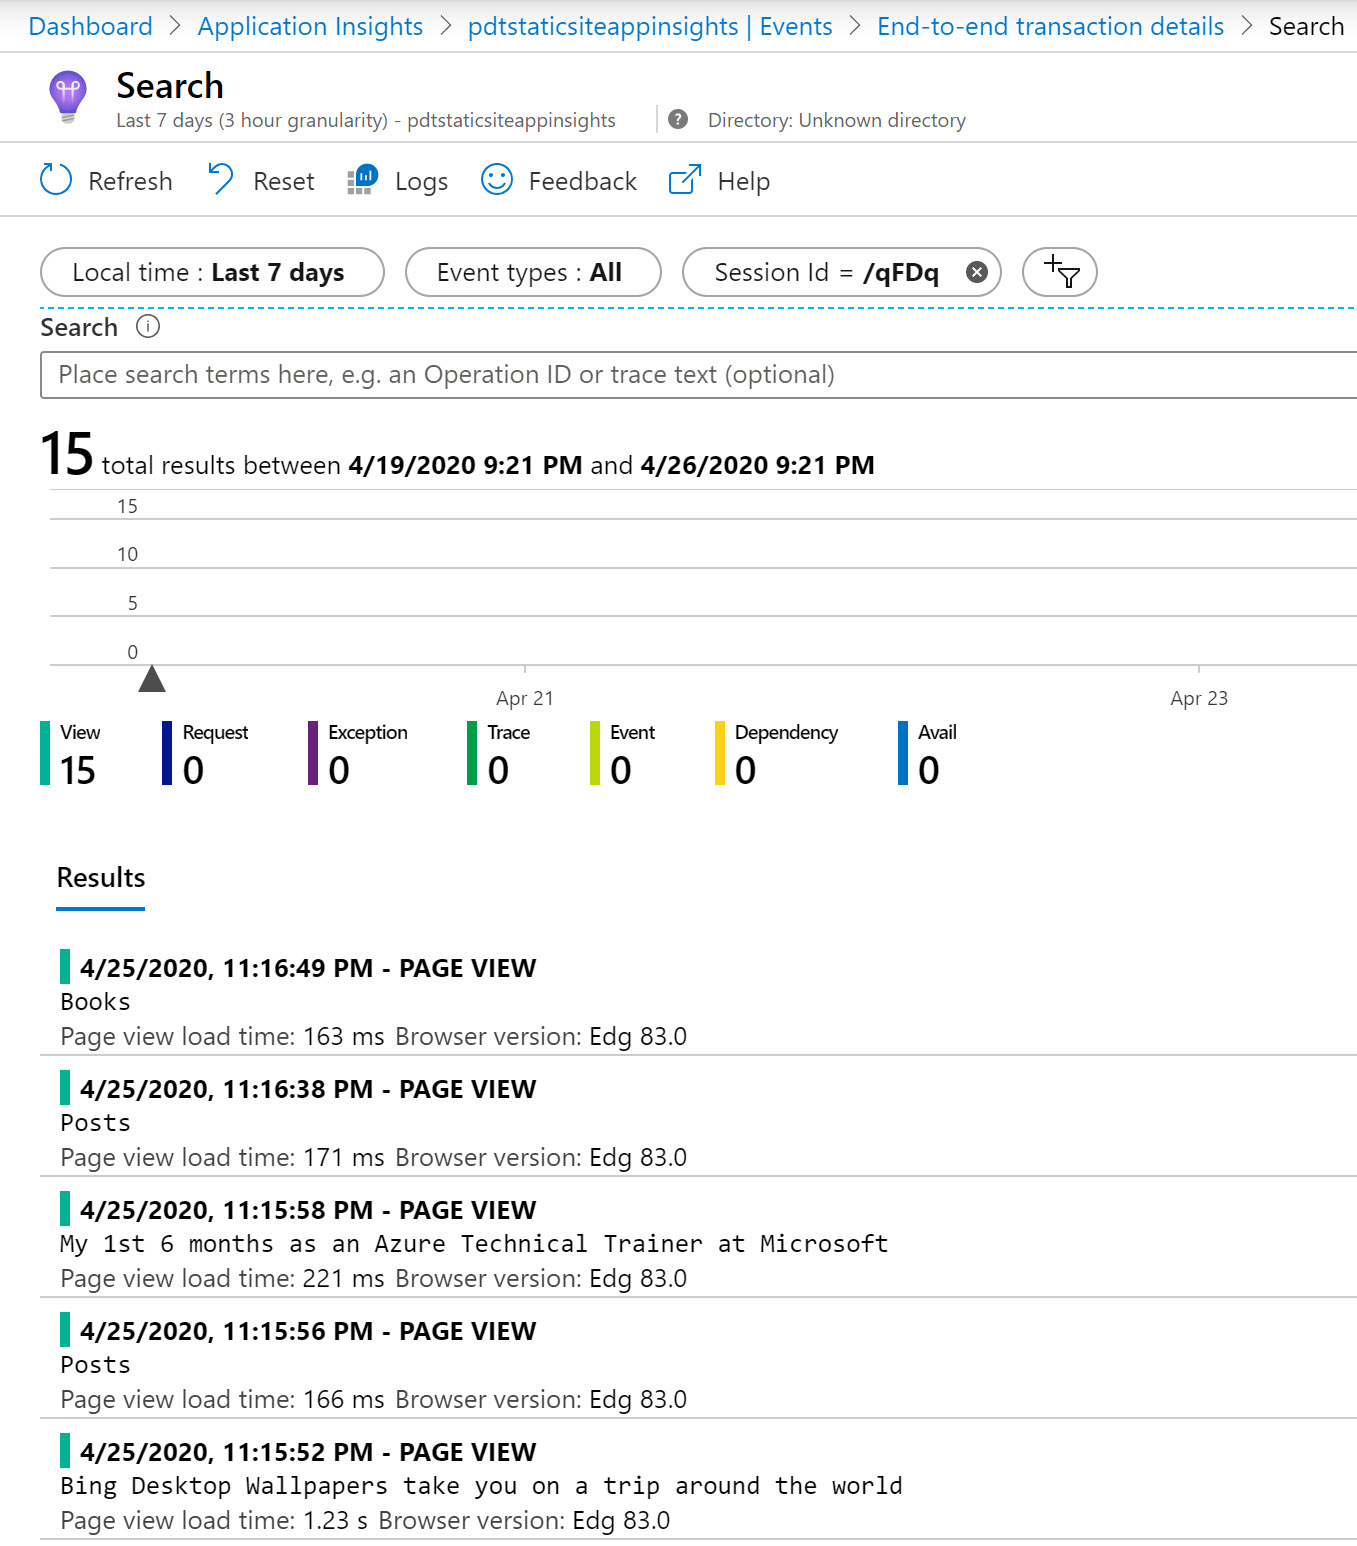 Dashboard > Application Insights > pdtstaticsiteappinsights | Events > End-to-end transaction details > Search
Search
Last 7 days (3 hour granularity) - pdtstaticsiteappinsights ? Directory: Unknown directory
Refresh Reset Logs Feedback Help
Local time : Last 7 days Event types : All Session Id = /qFDq
Search
Place search terms here, e.g. an Operation ID or trace text (optional)
15 total results between 4/19/2020 9:21 PM and 4/26/2020 9:21 PM
15
10
5
0
Apr 21 Apr 23
View Request Exception Trace Event Dependency Avail
15 0 0 0 0 0 0
Results
4/25/2020, 11:16:49 PM - PAGE VIEW
Books
Page view load time: 163 ms Browser version: Edg 83.0
4/25/2020, 11:16:38 PM - PAGE VIEW
Posts
Page view load time: 171 ms Browser version: Edg 83.0
4/25/2020, 11:15:58 PM - PAGE VIEW
My 1st 6 months as an Azure Technical Trainer at Microsoft
Page view load time: 221 ms Browser version: Edg 83.0
4/25/2020, 11:15:56 PM - PAGE VIEW
Posts
Page view load time: 166 ms Browser version: Edg 83.0
4/25/2020, 11:15:52 PM - PAGE VIEW
Bing Desktop Wallpapers take you on a trip around the world
Page view load time: 1.23 s Browser version: Edg 83.0